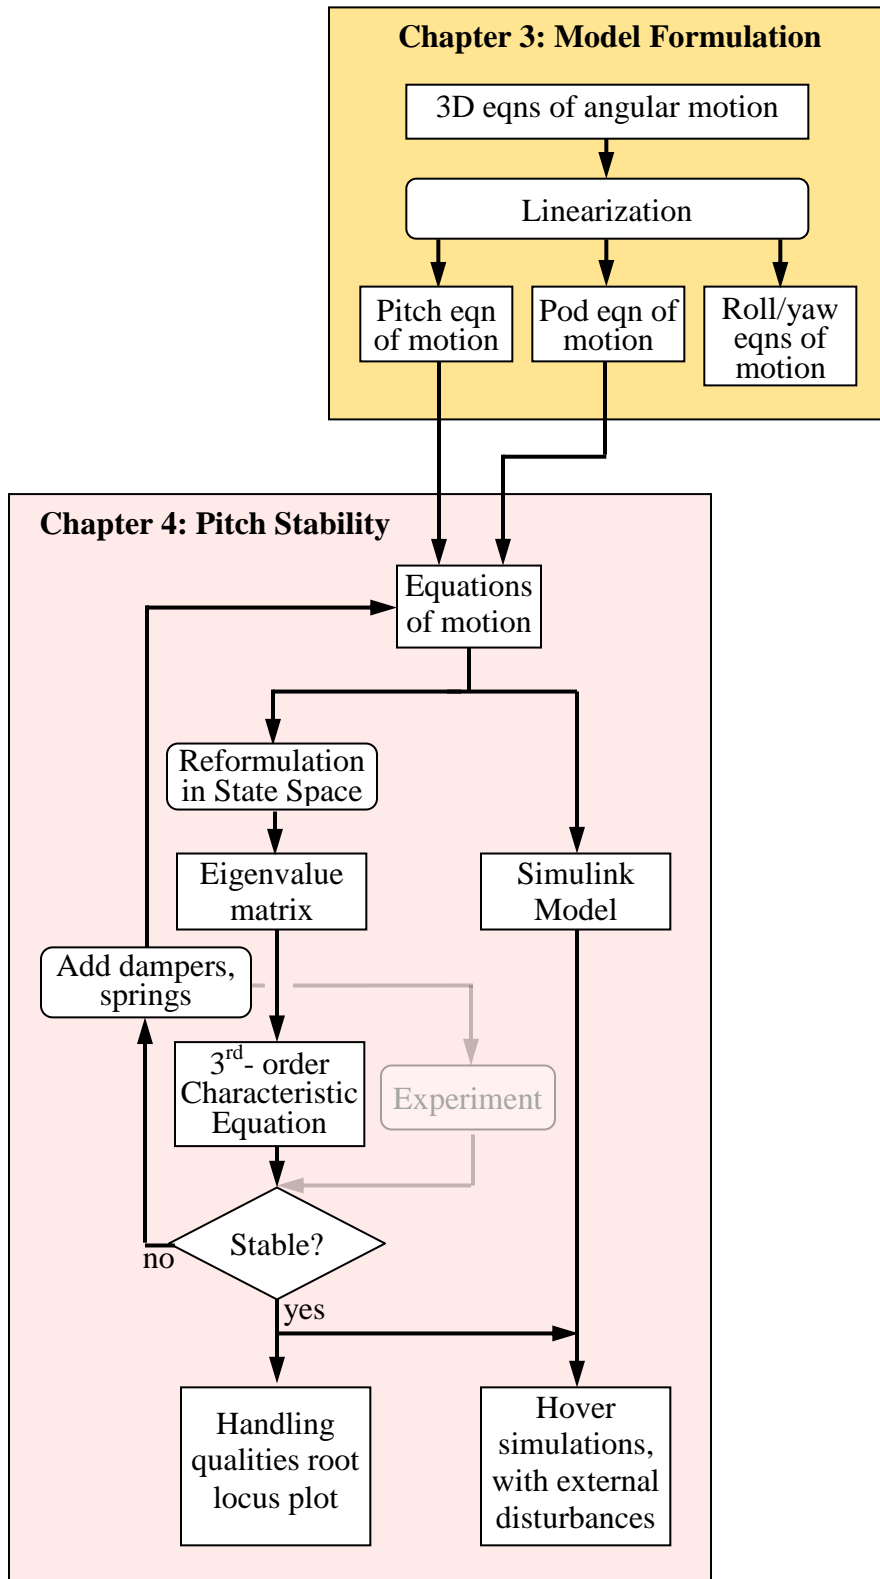 Chapter 3: Model Formulation
3D eqns of angular motion
Linearization
Pitch eqn
of motion
Pod eqn of
motion
Roll/yaw
eqns of
motion
Chapter 4: Pitch Stability
Equations
of motion
Reformulation
in State Space
Eigenvalue
matrix
Simulink
Model
Add dampers,
springs
3rd- order
Characteristic
Equation
Experiment
Stable?
no
yes
Handling
qualities root
locus plot
Hover
simulations,
with external
disturbances